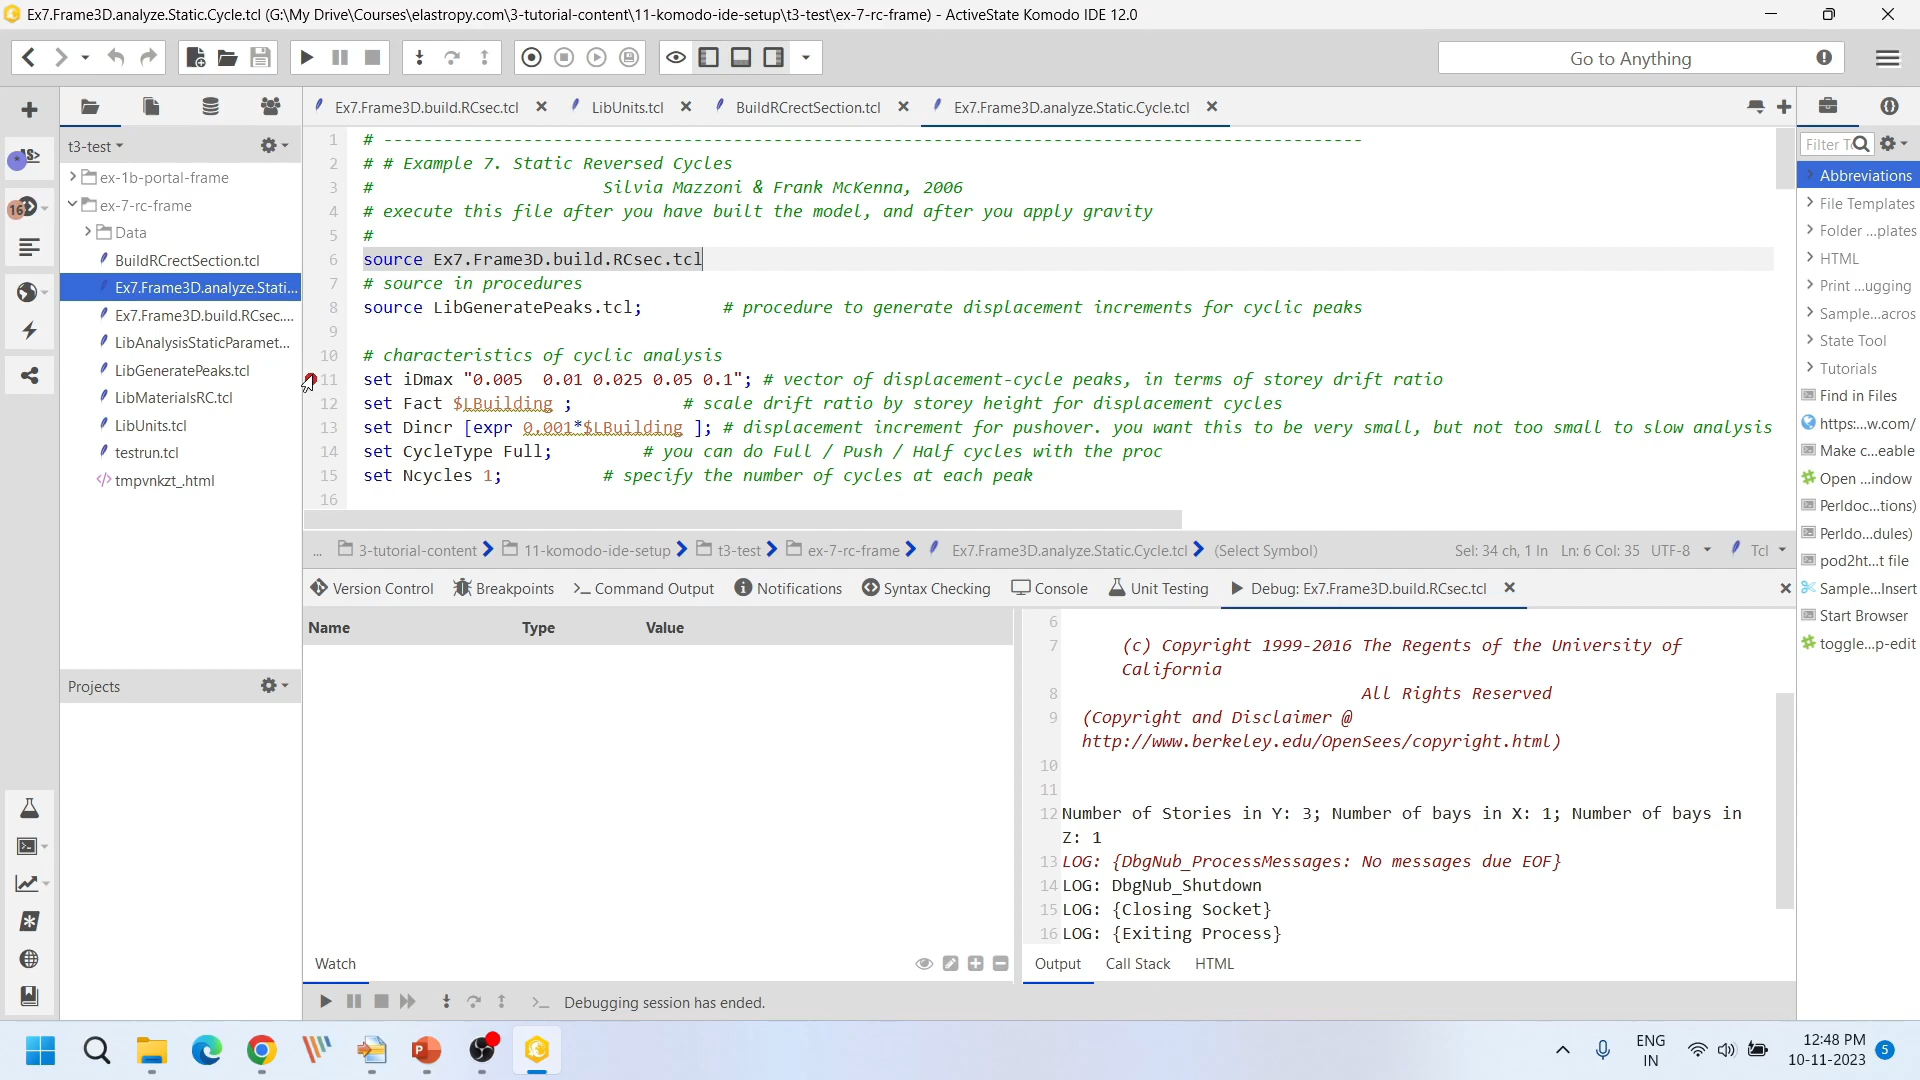 Ex7.Frame3D.analyze.Static.Cycle.tcl (G:\My Drive\Courses\elastropy.com\3-tutorial-content\11-komodo-ide-setup\t3-test\ex-7-rc-frame) - ActiveState Komodo IDE 12.0
Go to Anything
Ex7.Frame3D.build.RCsec.tcl
LibUnits.tcl
BuildRCrectSection.tcl
Ex7.Frame3D.analyze.Static.Cycle.tcl
t3-test
ex-1b-portal-frame
ex-7-rc-frame
Data
BuildRCrectSection.tcl
Ex7.Frame3D.analyze.Stati...
Ex7.Frame3D.build.RCsec....
LibAnalysisStaticParamet...
LibGeneratePeaks.tcl
LibMaterialsRC.tcl
LibUnits.tcl
testrun.tcl
tmpvnkzt_.html
Projects
1 # --------------------------------------------------------------------------------------------------
2 # # Example 7. Static Reversed Cycles
3 # Silvia Mazzoni & Frank McKenna, 2006
4 # execute this file after you have built the model, and after you apply gravity
5 #
6 source Ex7.Frame3D.build.RCsec.tcl
7 # source in procedures
8 source LibGeneratePeaks.tcl; # procedure to generate displacement increments for cyclic peaks
9
10 # characteristics of cyclic analysis
11 set iDmax "0.005  0.01 0.025 0.05 0.1"; # vector of displacement-cycle peaks, in terms of storey drift ratio
12 set Fact $LBuilding ; # scale drift ratio by storey height for displacement cycles
13 set Dincr [expr 0.001*$LBuilding ]; # displacement increment for pushover. you want this to be very small, but not too small to slow analysis
14 set CycleType Full; # you can do Full / Push / Half cycles with the proc
15 set Ncycles 1; # specify the number of cycles at each peak
16
... 3-tutorial-content 11-komodo-ide-setup t3-test ex-7-rc-frame Ex7.Frame3D.analyze.Static.Cycle.tcl (Select Symbol) Sel: 34 ch, 1 ln Ln: 6 Col: 35 UTF-8 Tcl
Version Control Breakpoints Command Output Notifications Syntax Checking Console Unit Testing Debug: Ex7.Frame3D.build.RCsec.tcl
Name Type Value
6
7 (c) Copyright 1999-2016 The Regents of the University of
California
8 All Rights Reserved
9 (Copyright and Disclaimer @
http://www.berkeley.edu/OpenSees/copyright.html)
10
11
12 Number of Stories in Y: 3; Number of bays in X: 1; Number of bays in
Z: 1
13 LOG: {DbgNub_ProcessMessages: No messages due EOF}
14 LOG: DbgNub_Shutdown
15 LOG: {Closing Socket}
16 LOG: {Exiting Process}
Watch
Output Call Stack HTML
Debugging session has ended.
Abbreviations
File Templates
Folder ...plates
HTML
Print ...ugging
Sample...acros
State Tool
Tutorials
Find in Files
https:...w.com/
Make c...eable
Open ...indow
Perldoc...tions)
Perldo...dules)
pod2ht...t file
Sample...Insert
Start Browser
toggle...p-edit
ENG
IN
12:48 PM
10-11-2023
5